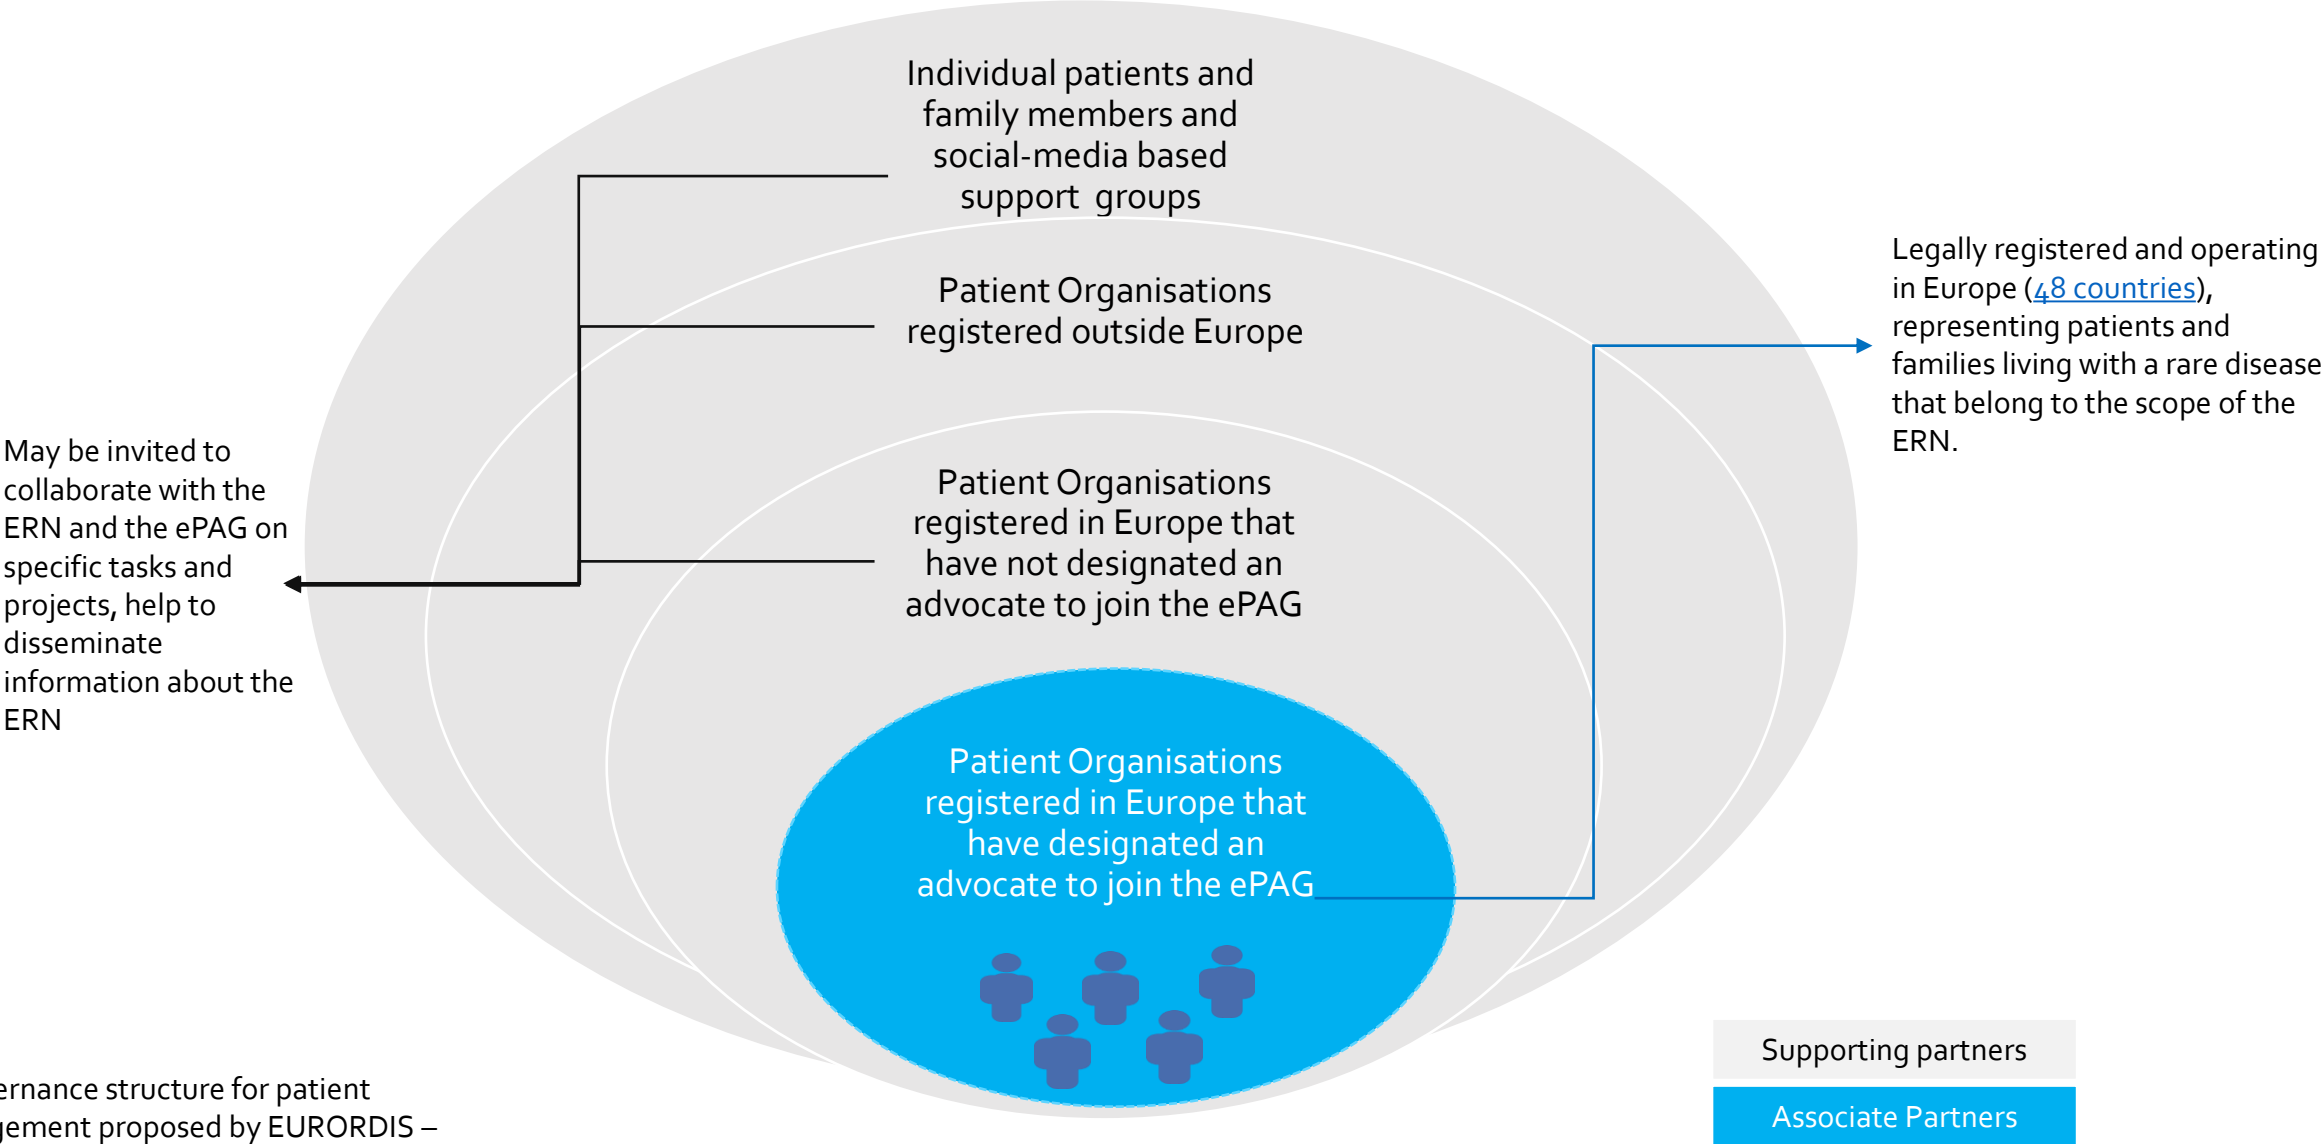 Individual patients and
family members and
social-media based
support groups
Patient Organisations
registered outside Europe
Patient Organisations
registered in Europe that
have not designated an
advocate to join the ePAG
Patient Organisations
registered in Europe that
have designated an
advocate to join the ePAG
May be invited to
collaborate with the
ERN and the ePAG on
specific tasks and
projects, help to
disseminate
information about the
ERN
Legally registered and operating
in Europe (48 countries),
representing patients and
families living with a rare disease
that belong to the scope of the
ERN.
structure for patient
proposed by EURORDIS –
Supporting partners
Associate Partners